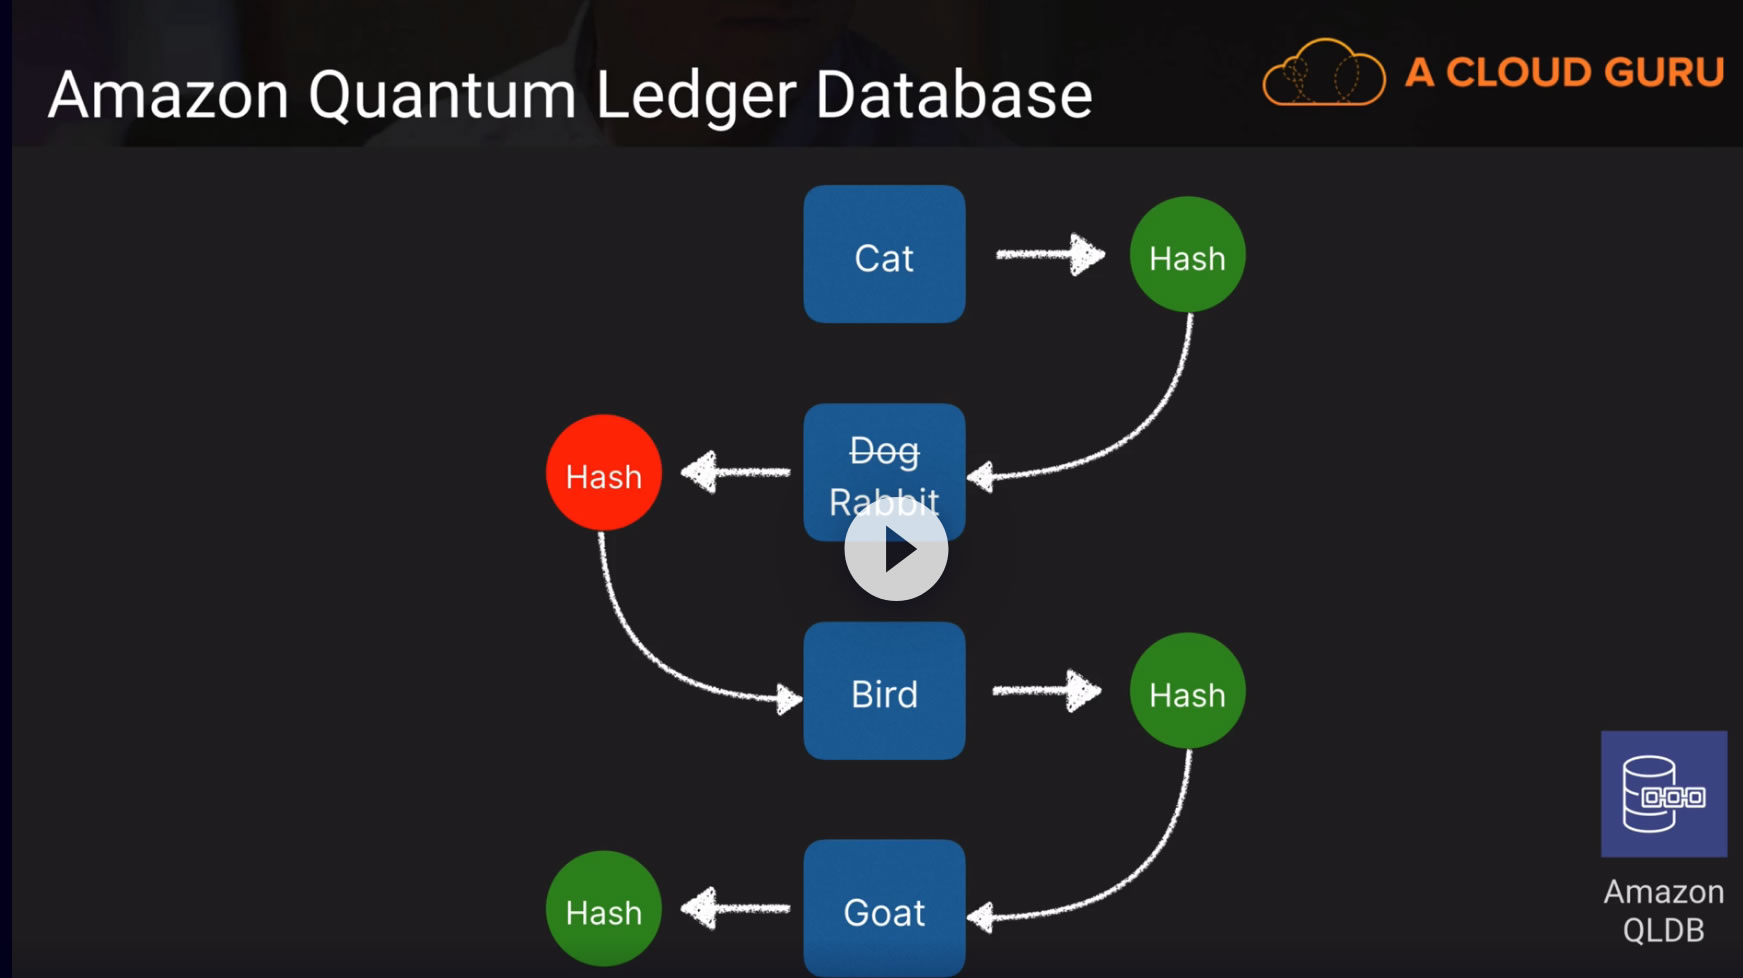 Amazon Quantum Ledger Database
A CLOUD GURU
Cat
Hash
Hash
Dog
Rabbit
Bird
Hash
Hash
Goat
Amazon
QLDB